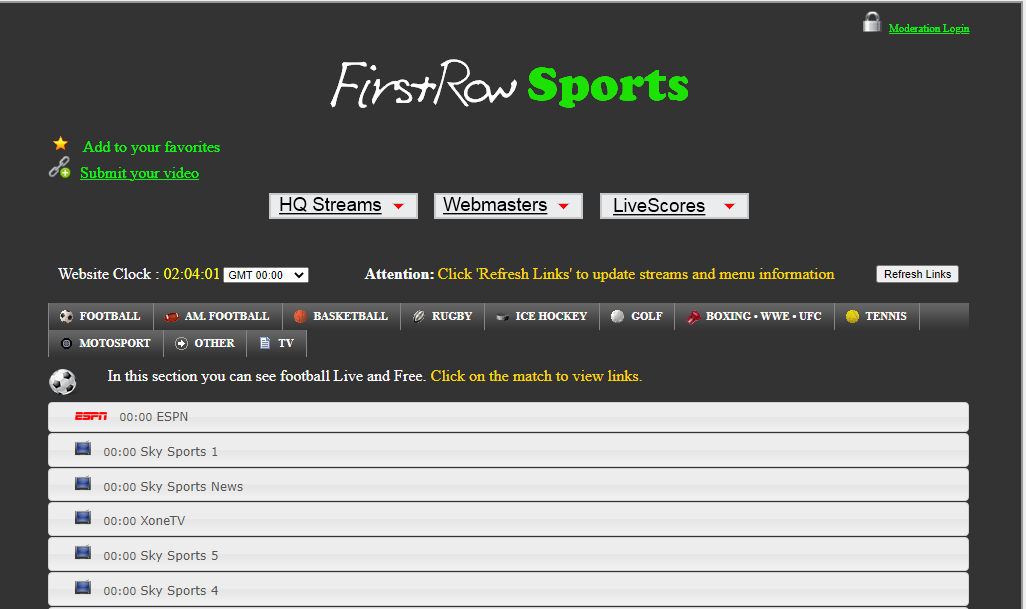 Moderation Login
FirstRow Sports
Add to your favorites
Submit your video
HQ Streams Webmasters LiveScores
Website Clock : 02:04:01 GMT 00:00 Attention: Click 'Refresh Links' to update streams and menu information Refresh Links
FOOTBALL AM. FOOTBALL BASKETBALL RUGBY ICE HOCKEY GOLF BOXING • WWE • UFC TENNIS
MOTOSPORT OTHER TV
In this section you can see football Live and Free. Click on the match to view links.
ESPN 00:00 ESPN
00:00 Sky Sports 1
00:00 Sky Sports News
00:00 XoneTV
00:00 Sky Sports 5
00:00 Sky Sports 4